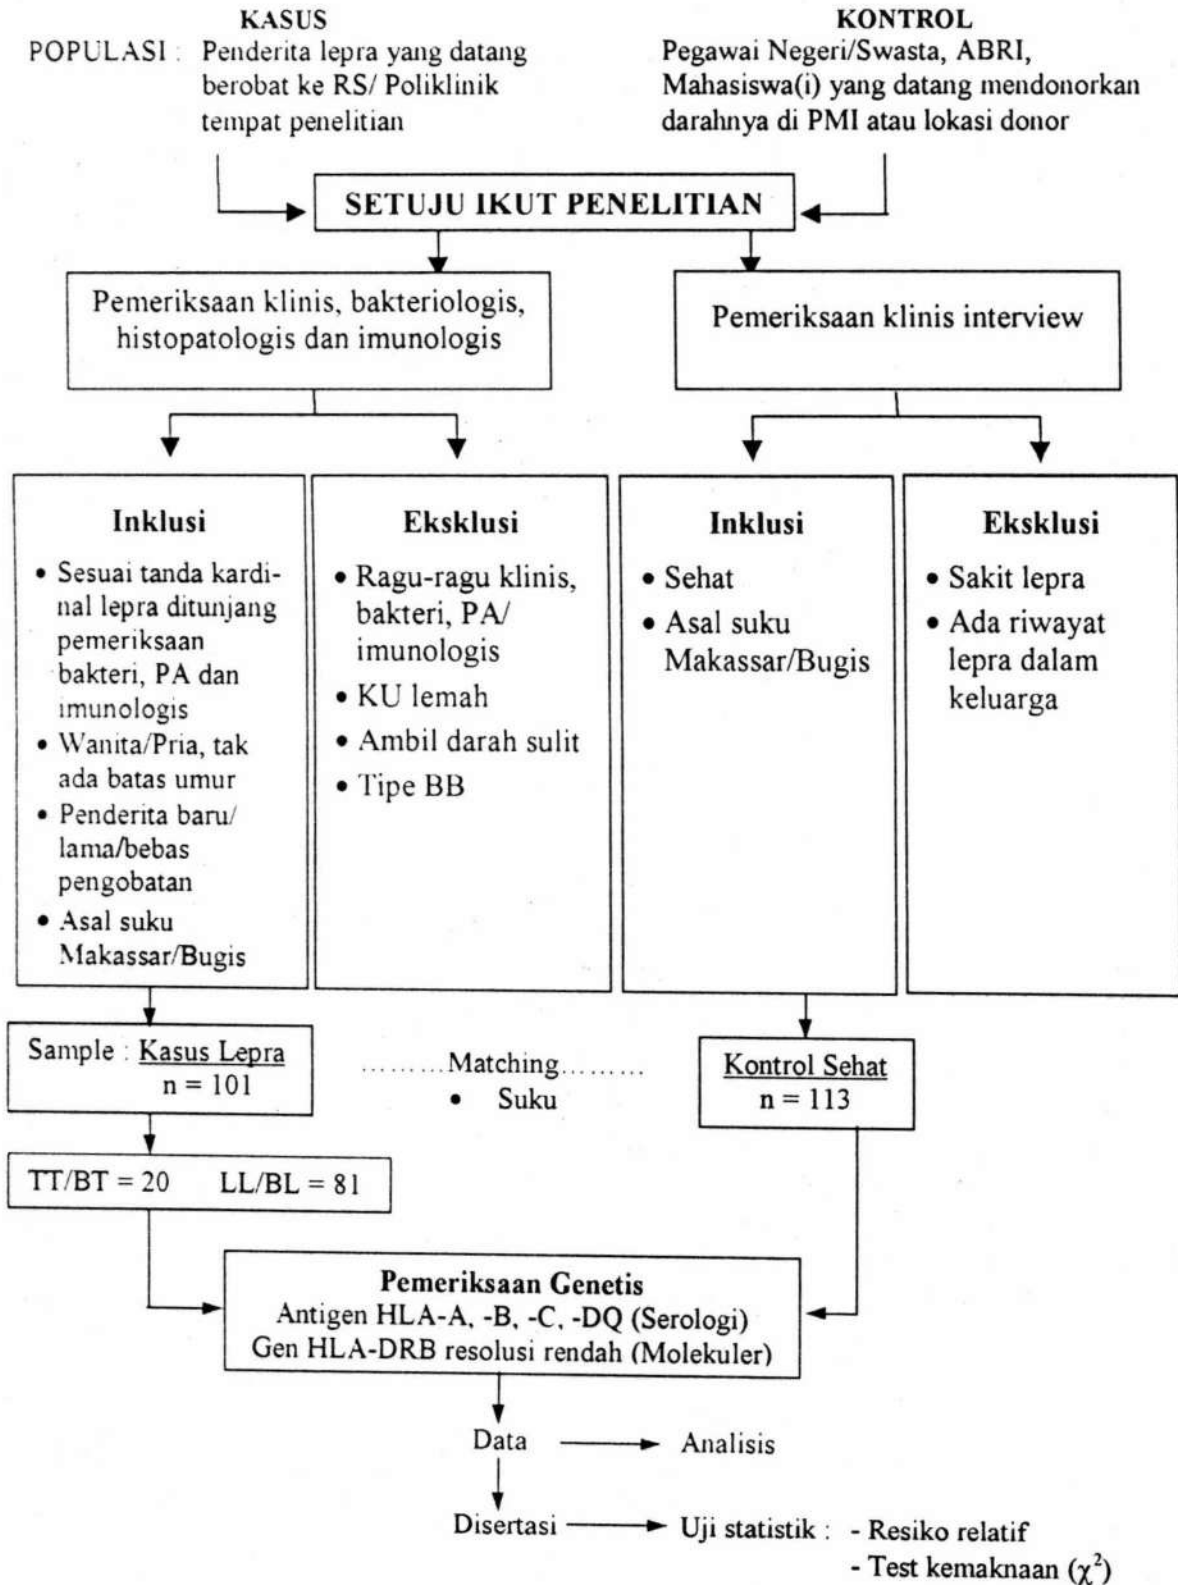 KASUS
POPULASI : Penderita lepra yang datang
berobat ke RS/ Poliklinik
tempat penelitian
KONTROL
Pegawai Negeri/Swasta, ABRI,
Mahasiswa(i) yang datang mendonorkan
darahnya di PMI atau lokasi donor
SETUJU IKUT PENELITIAN
Pemeriksaan klinis, bakteriologis,
histopatologis dan imunologis
Pemeriksaan klinis interview
Inklusi
• Sesuai tanda kardi-
nal lepra ditunjang
pemeriksaan
bakteri, PA dan
imunologis
• Wanita/Pria, tak
ada batas umur
• Penderita baru/
lama/bebas
pengobatan
• Asal suku
Makassar/Bugis
Eksklusi
• Ragu-ragu klinis,
bakteri, PA/
imunologis
• KU lemah
• Ambil darah sulit
• Tipe BB
Inklusi
• Sehat
• Asal suku
Makassar/Bugis
Eksklusi
• Sakit lepra
• Ada riwayat
lepra dalam
keluarga
Sample : Kasus Lepra
n = 101
.........Matching.........
• Suku
Kontrol Sehat
n = 113
TT/BT = 20 LL/BL = 81
Pemeriksaan Genetis
Antigen HLA-A, -B, -C, -DQ (Serologi)
Gen HLA-DRB resolusi rendah (Molekuler)
Data
Analisis
Disertasi
Uji statistik : - Resiko relatif
- Test kemaknaan (χ²)